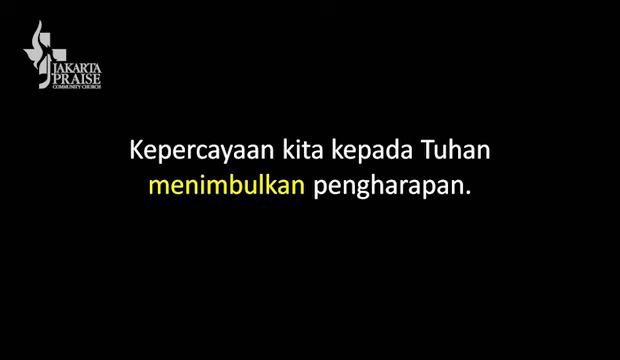 JAKARTA
PRAISE
COMMUNITY CHURCH
Kepercayaan kita kepada Tuhan
menimbulkan pengharapan.